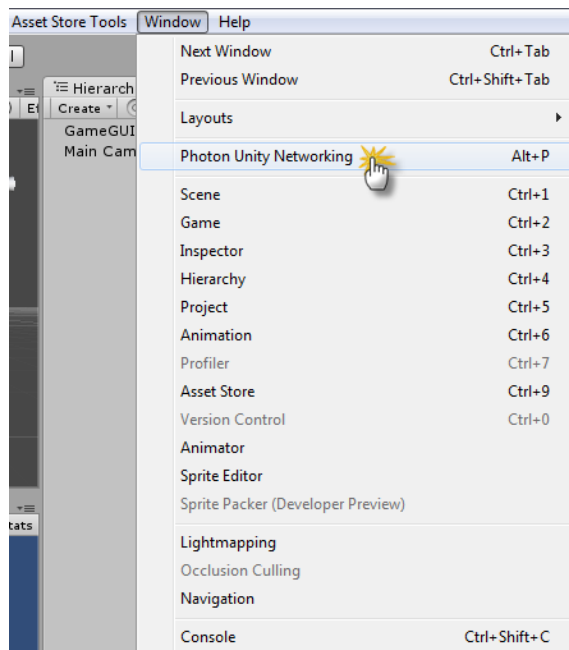 Asset Store Tools Window Help
Hierarch
Create
GameGUI
Main Cam
tats
Next Window Ctrl+Tab
Previous Window Ctrl+Shift+Tab
Layouts
Photon Unity Networking Alt+P
Scene Ctrl+1
Game Ctrl+2
Inspector Ctrl+3
Hierarchy Ctrl+4
Project Ctrl+5
Animation Ctrl+6
Profiler Ctrl+7
Asset Store Ctrl+9
Version Control Ctrl+0
Animator
Sprite Editor
Sprite Packer (Developer Preview)
Lightmapping
Occlusion Culling
Navigation
Console Ctrl+Shift+C